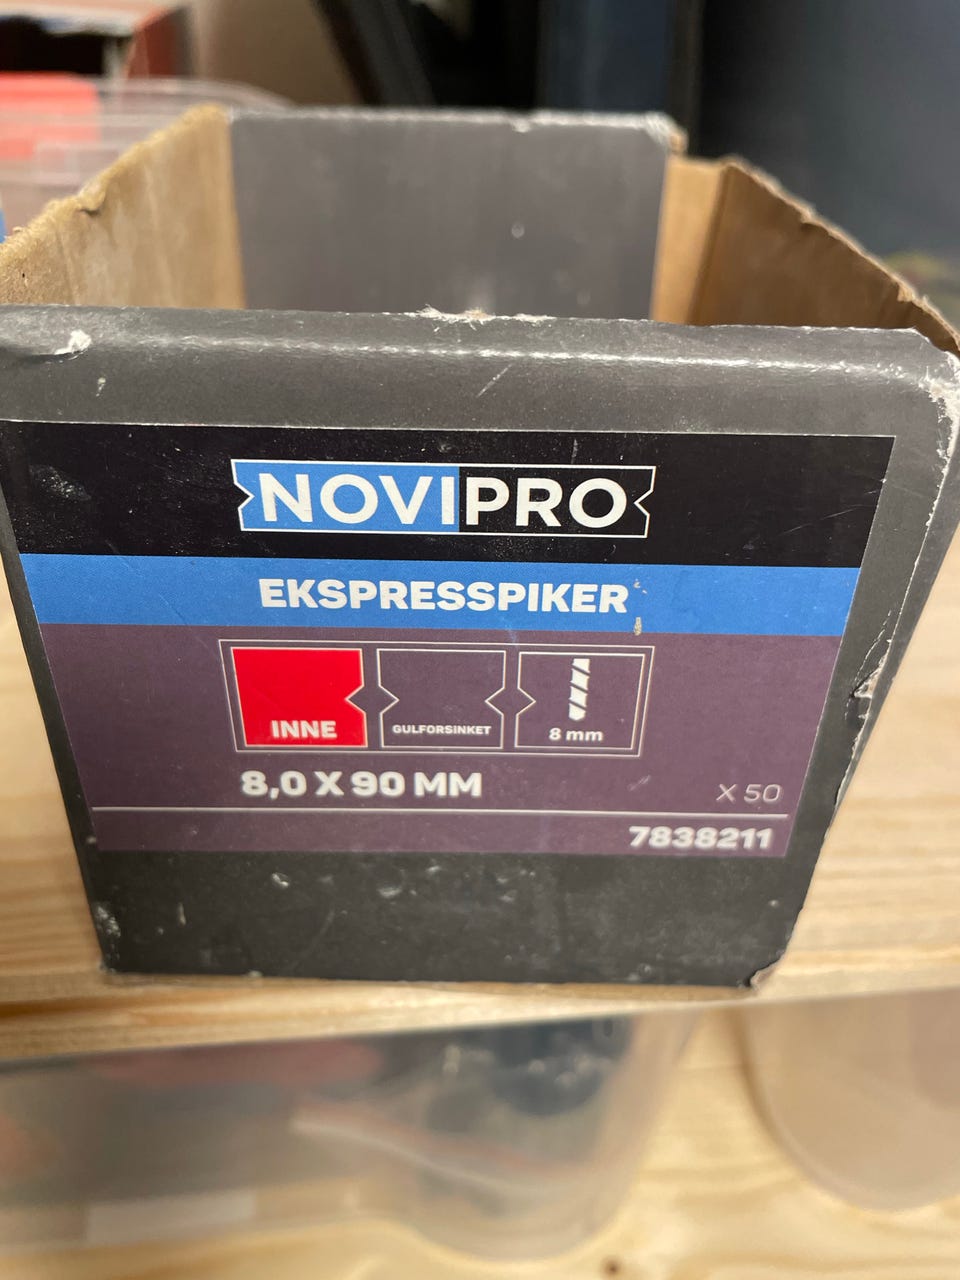 NOVIPRO
EKSPRESSPIKER
INNE
GULFORSINKET
8 mm
8,0 X 90 MM
X 50
7838211